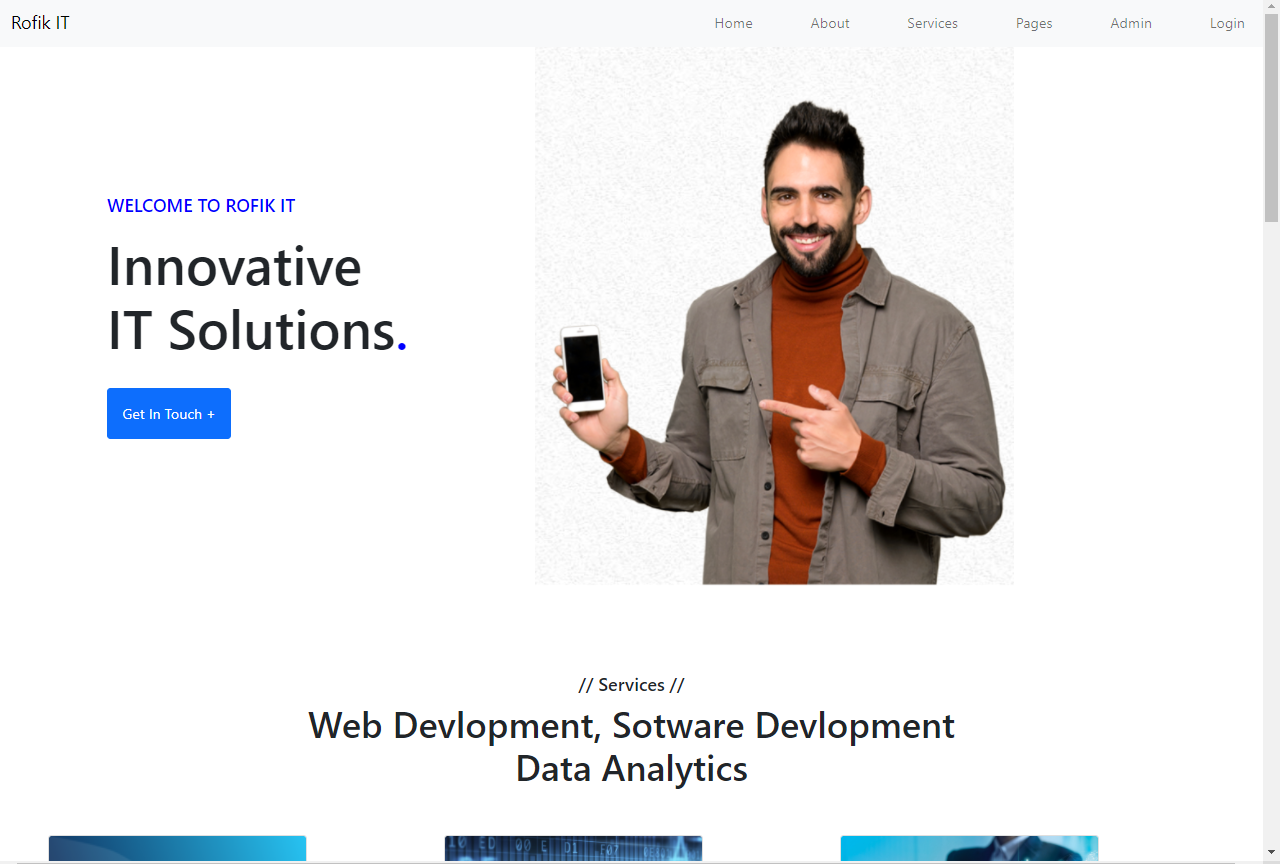 Rofik IT
Home About Services Pages Admin Login
WELCOME TO ROFIK IT
Innovative
IT Solutions.
Get In Touch +
// Services //
Web Devlopment, Sotware Devlopment
Data Analytics